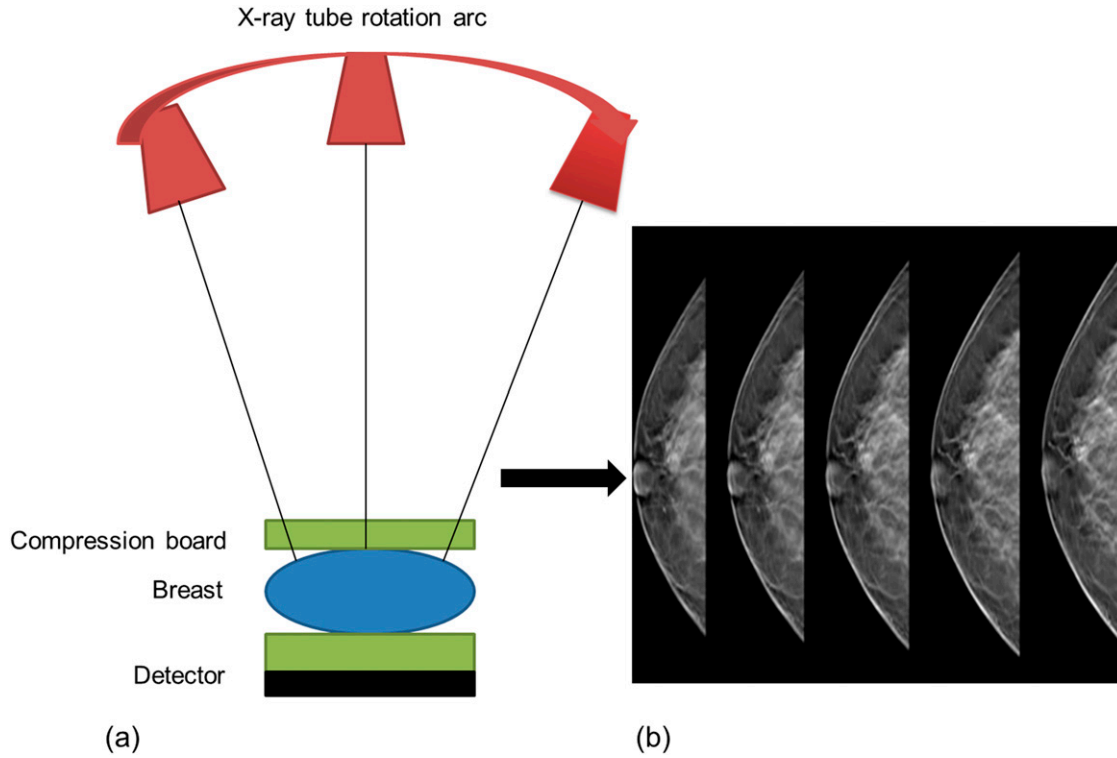 X-ray tube rotation arc
Compression board
Breast
Detector
(a)
(b)